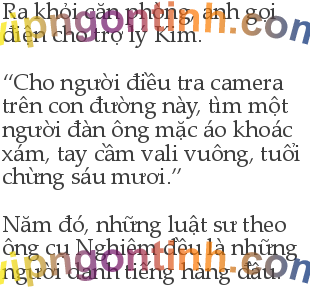 Ra khỏi căn phòng, anh gọi
điện cho trợ lý Kim.
“Cho người điều tra camera
trên con đường này, tìm một
người đàn ông mặc áo khoác
xám, tay cầm vali vuông, tuổi
chừng sáu mươi.”
Năm đó, những luật sư theo
ông cụ Nghiêm đều là những
người danh tiếng hàng đầu.